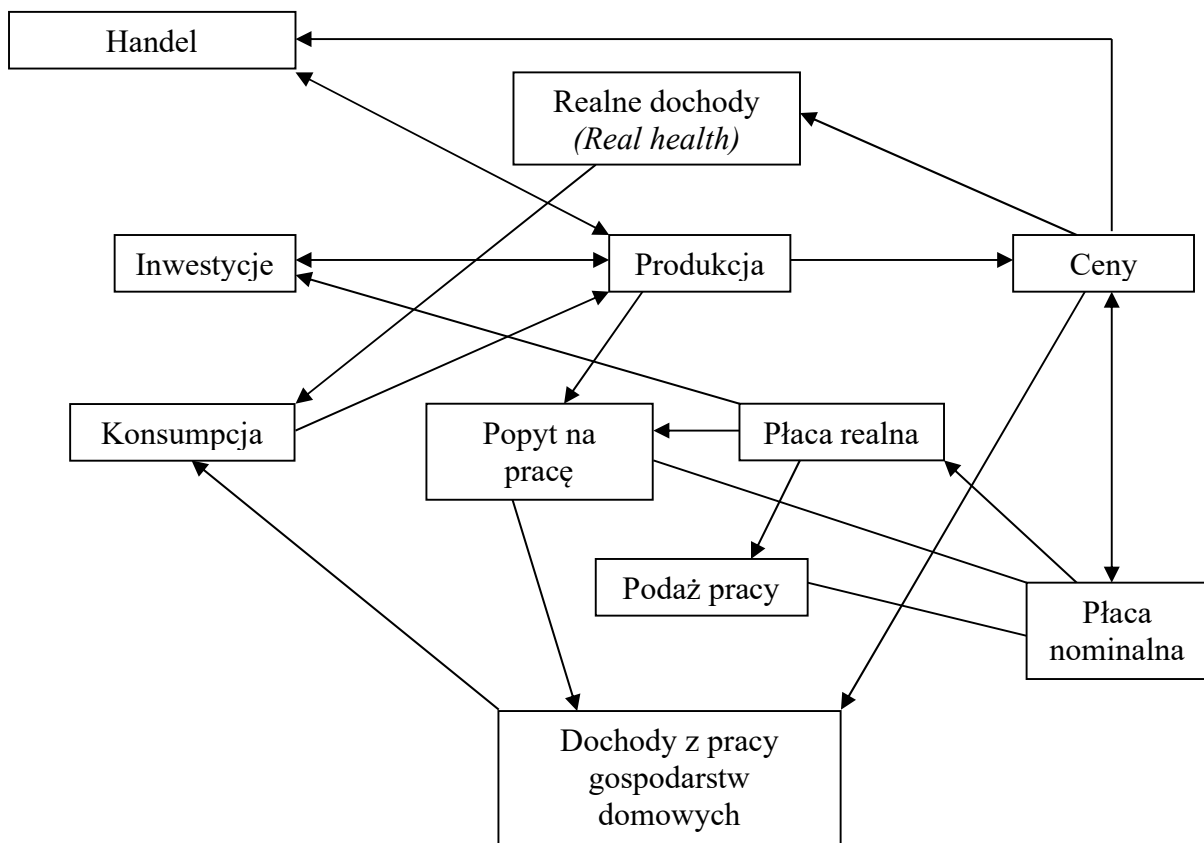 Handel
Realne dochody
(Real health)
Inwestycje
Produkcja
Ceny
Konsumpcja
Popyt na
pracę
Płaca realna
Podaż pracy
Płaca
nominalna
Dochody z pracy
gospodarstw
domowych